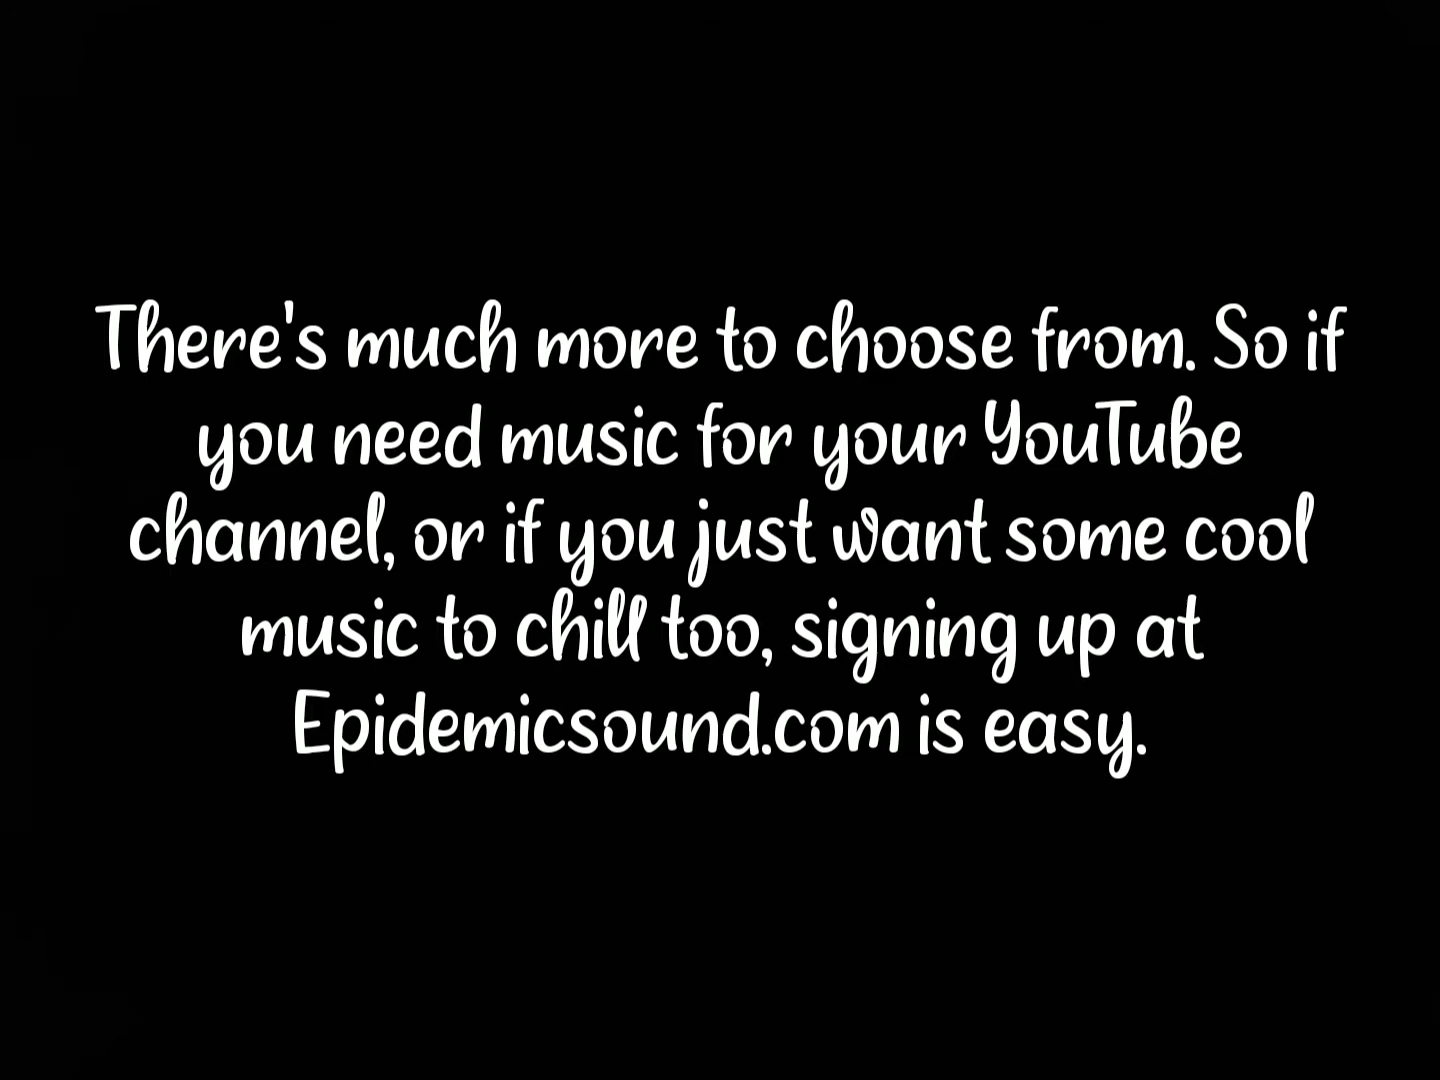 There's much more to choose from. So if
you need music for your YouTube
channel, or if you just want some cool
music to chill too, signing up at
Epidemicsound.com is easy.